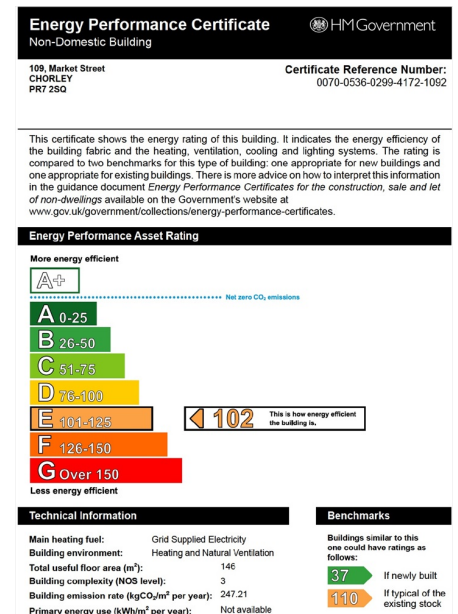 Energy Performance Certificate
HM Government
Non-Domestic Building
109, Market Street
CHORLEY
PR7 2SQ
Certificate Reference Number:
0070-0536-0299-4172-1092
This certificate shows the energy rating of this building. It indicates the energy efficiency of
the building fabric and the heating, ventilation, cooling and lighting systems. The rating is
compared to two benchmarks for this type of building: one appropriate for new buildings and
one appropriate for existing buildings. There is more advice on how to interpret this information
in the guidance document Energy Performance Certificates for the construction, sale and let
of non-dwellings available on the Government's website at
www.gov.uk/government/collections/energy-performance-certificates.
Energy Performance Asset Rating
More energy efficient
A+
Net zero CO₂ emissions
A 0-25
B 26-50
C 51-75
D 76-100
E 101-125
102
This is how energy efficient
the building is.
F 126-150
G Over 150
Less energy efficient
Technical Information
Main heating fuel: Grid Supplied Electricity
Building environment: Heating and Natural Ventilation
Total useful floor area (m²): 146
Building complexity (NOS level): 3
Building emission rate (kgCO₂/m² per year): 247.21
Primary energy use (kWh/m² per year): Not available
Benchmarks
Buildings similar to this
one could have ratings as
follows:
37 If newly built
110 If typical of the
existing stock